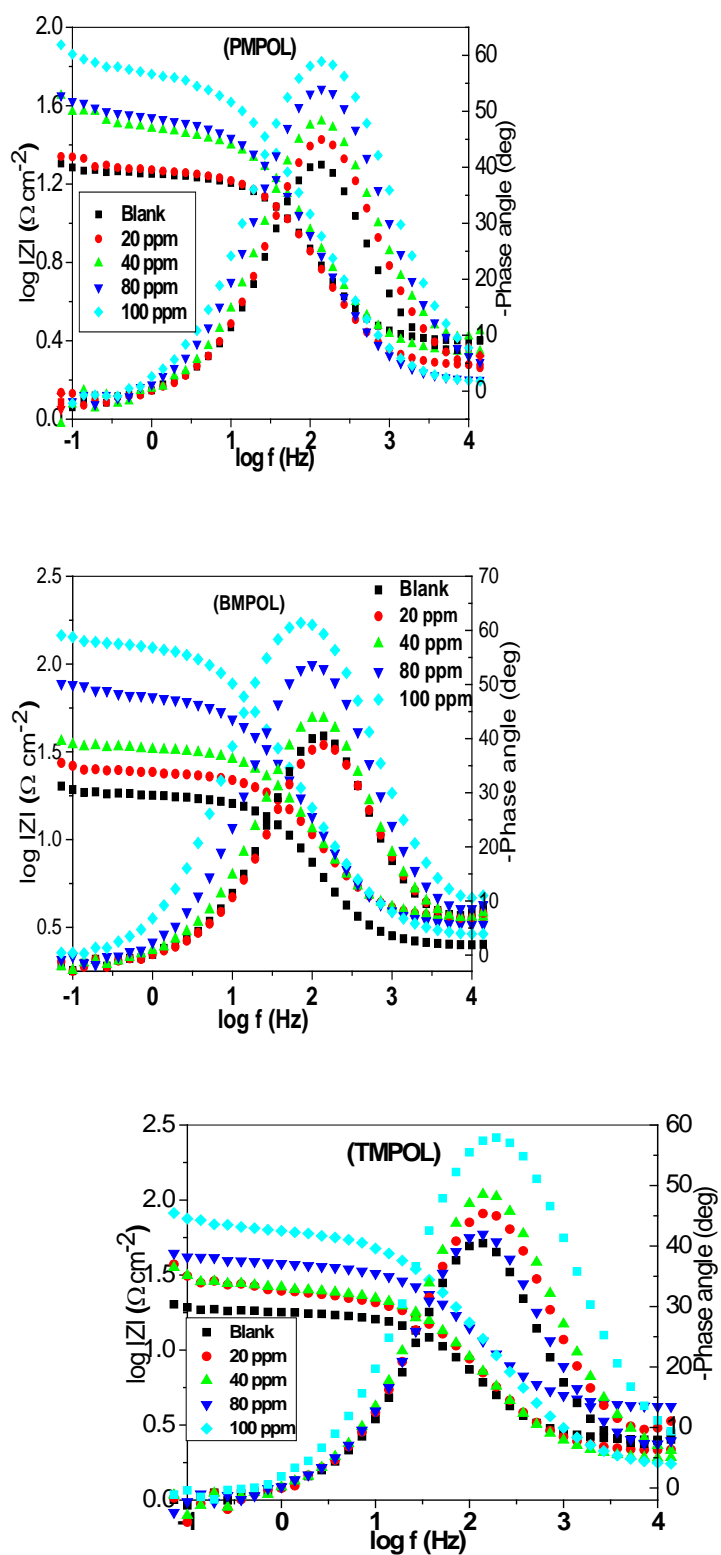 (PMPOL)
2.0
1.6
1.2
0.8
0.4
0.0
log |Z| (Ω cm-2)
60
50
40
30
20
10
0
-Phase angle (deg)
Blank
20 ppm
40 ppm
80 ppm
100 ppm
-1 0 1 2 3 4
log f (Hz)
(BMPOL)
2.5
2.0
1.5
1.0
0.5
log |Z| (Ω cm-2)
70
60
50
40
30
20
10
0
-Phase angle (deg)
Blank
20 ppm
40 ppm
80 ppm
100 ppm
-1 0 1 2 3 4
log f (Hz)
(TMPOL)
2.5
2.0
1.5
1.0
0.5
0.0
log |Z| (Ω cm-2)
60
50
40
30
20
10
0
-Phase angle (deg)
Blank
20 ppm
40 ppm
80 ppm
100 ppm
-1 0 1 2 3 4
log f (Hz)